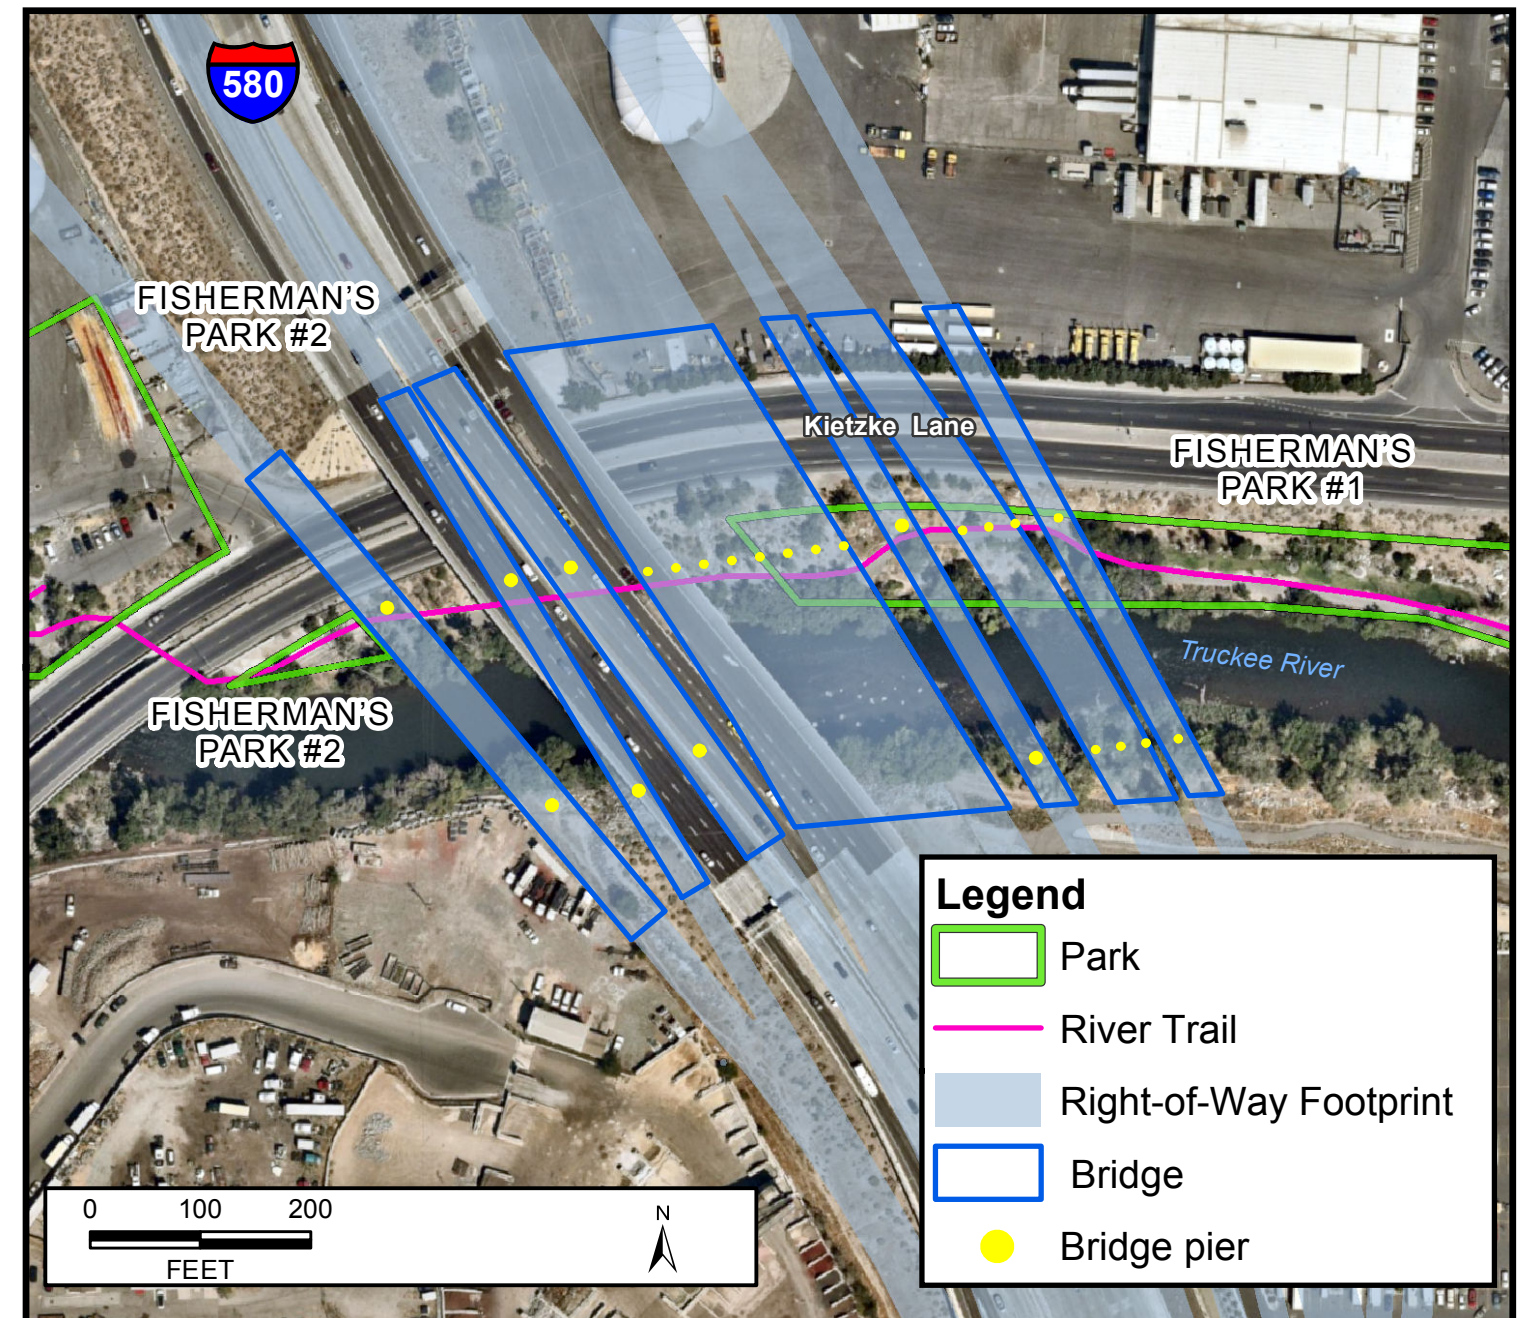 580
FISHERMAN'S
PARK #2
Kietzke Lane
FISHERMAN'S
PARK #1
Truckee River
FISHERMAN'S
PARK #2
Legend
Park
River Trail
Right-of-Way Footprint
Bridge
Bridge pier
0 100 200
FEET
N